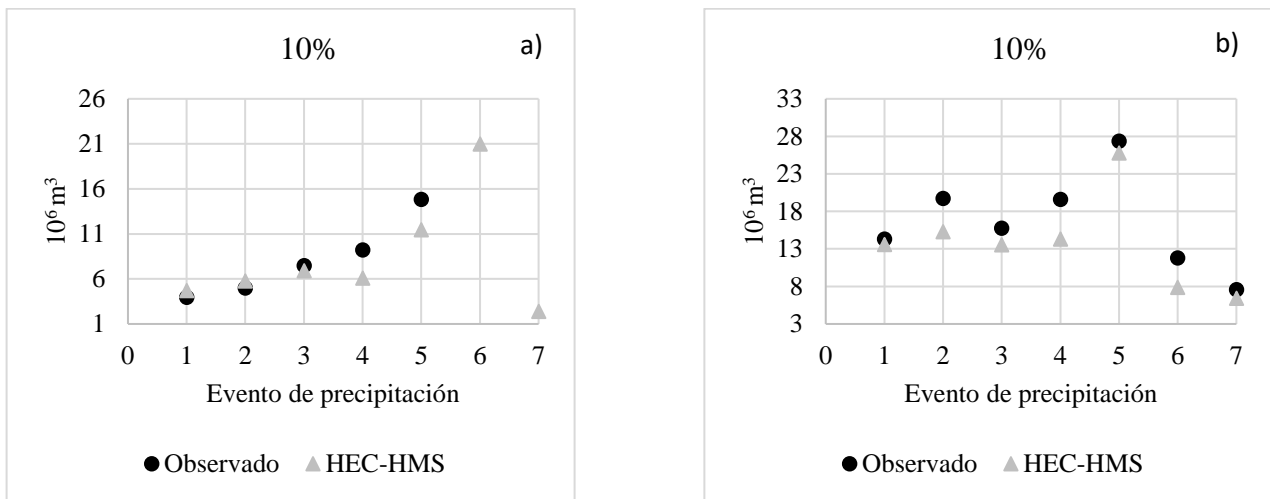 10% a)
26
21
16
11
6
1
10⁶ m³
0 1 2 3 4 5 6 7
Evento de precipitación
Observado HEC-HMS
10% b)
33
28
23
18
13
8
3
10⁶ m³
0 1 2 3 4 5 6 7
Evento de precipitación
Observado HEC-HMS